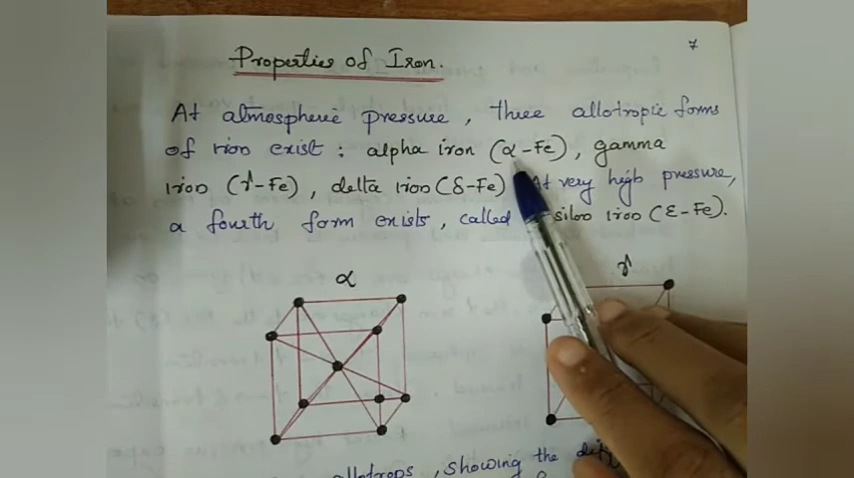 7
Properties of Iron.
At atmospheric pressure, three allotropic forms
of iron exist : alpha iron (α-Fe), gamma
iron (γ-Fe), delta iron (δ-Fe) At very high pressure,
a fourth form exists, called silon iron (ε-Fe).
α
γ
allotrops, showing the